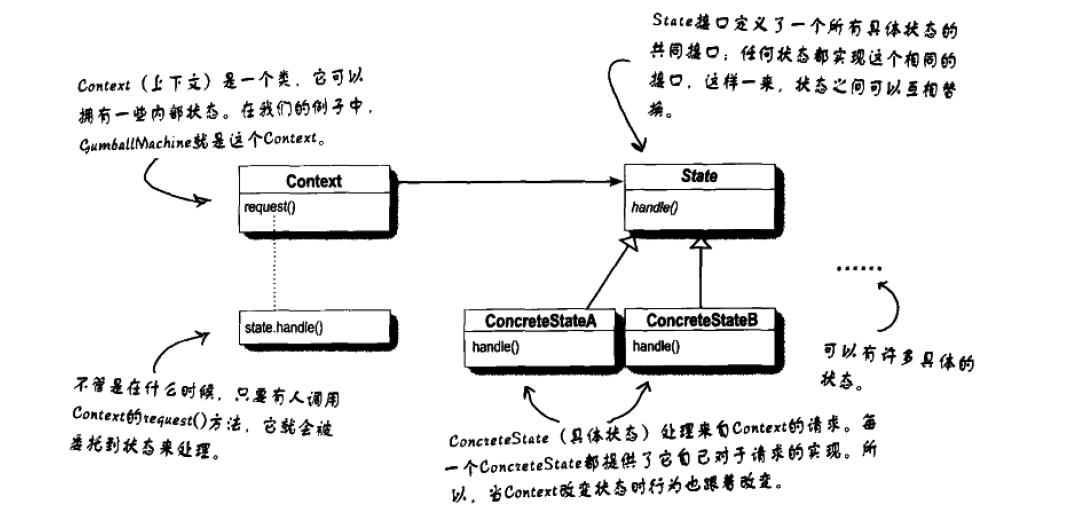 State接口定义了一个所有具体状态的
共同接口；任何状态都实现这个相同的
接口，这样一来，状态之间可以互相替
换。
Context（上下文）是一个类，它可以
拥有一些内部状态。在我们的例子中，
GumballMachine就是这个Context。
Context
request()
State
handle()
state.handle()
ConcreteStateA
handle()
ConcreteStateB
handle()
......
可以有许多具体的
状态。
不管是在什么时候，只要有人调用
Context的request()方法，它就会被
委托到状态来处理。
ConcreteState（具体状态）处理来自Context的请求。每
一个ConcreteState都提供了它自己对于请求的实现。所
以，当Context改变状态时行为也跟着改变。